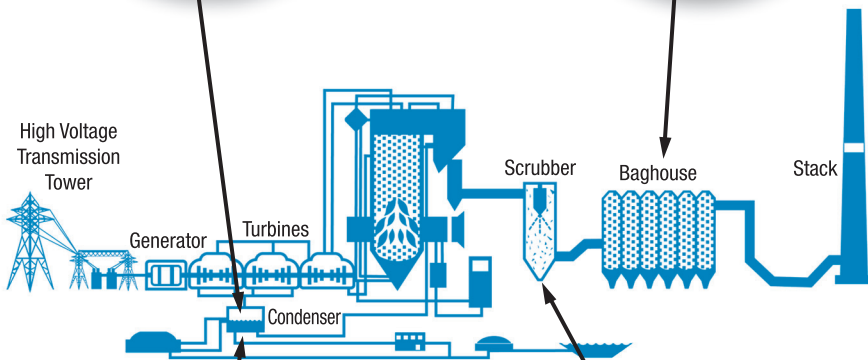 High Voltage
Transmission
Tower
Generator
Turbines
Condenser
Scrubber
Baghouse
Stack